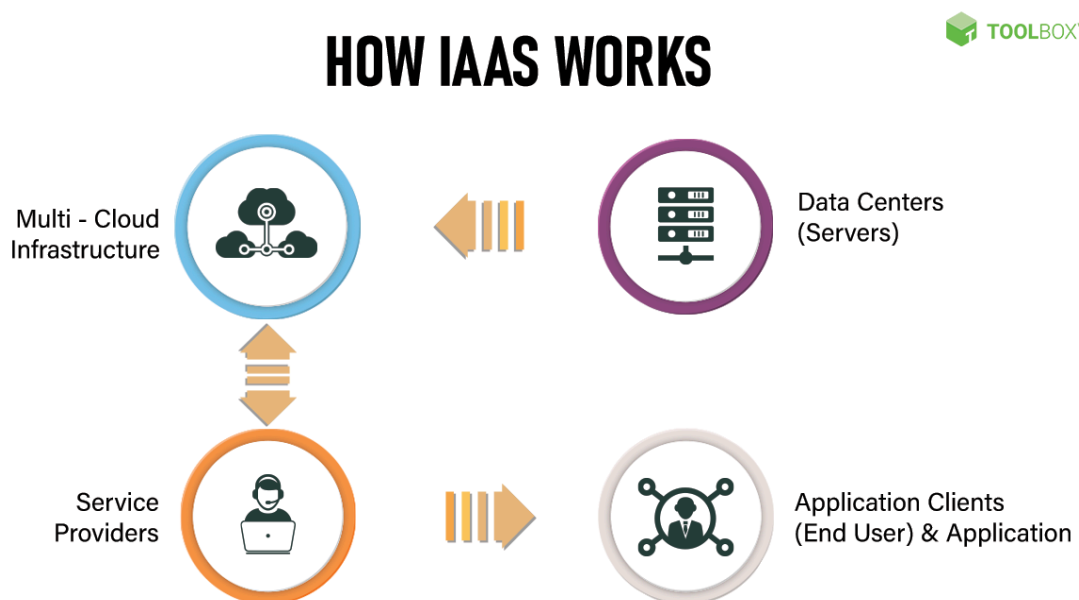 TOOLBOX
HOW IAAS WORKS
Multi - Cloud
Infrastructure
Data Centers
(Servers)
Service
Providers
Application Clients
(End User) & Application